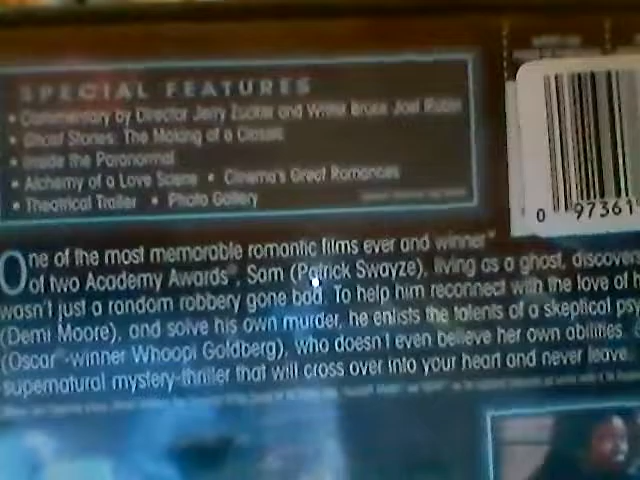 SPECIAL FEATURES
• Commentary by Director Jerry Zucker and Writer Bruce Joel Rubin
• Ghost Stories: The Making of a Classic
• Inside the Paranormal
• Alchemy of a Love Scene • Cinema's Great Romances
• Theatrical Trailer • Photo Gallery
0 97361
One of the most memorable romantic films ever and winner
of two Academy Awards®, Sam (Patrick Swayze), living as a ghost, discovers
wasn't just a random robbery gone bad. To help him reconnect with the love of h
(Demi Moore), and solve his own murder, he enlists the talents of a skeptical psy
(Oscar®-winner Whoopi Goldberg), who doesn't even believe her own abilities.
supernatural mystery-thriller that will cross over into your heart and never leave.